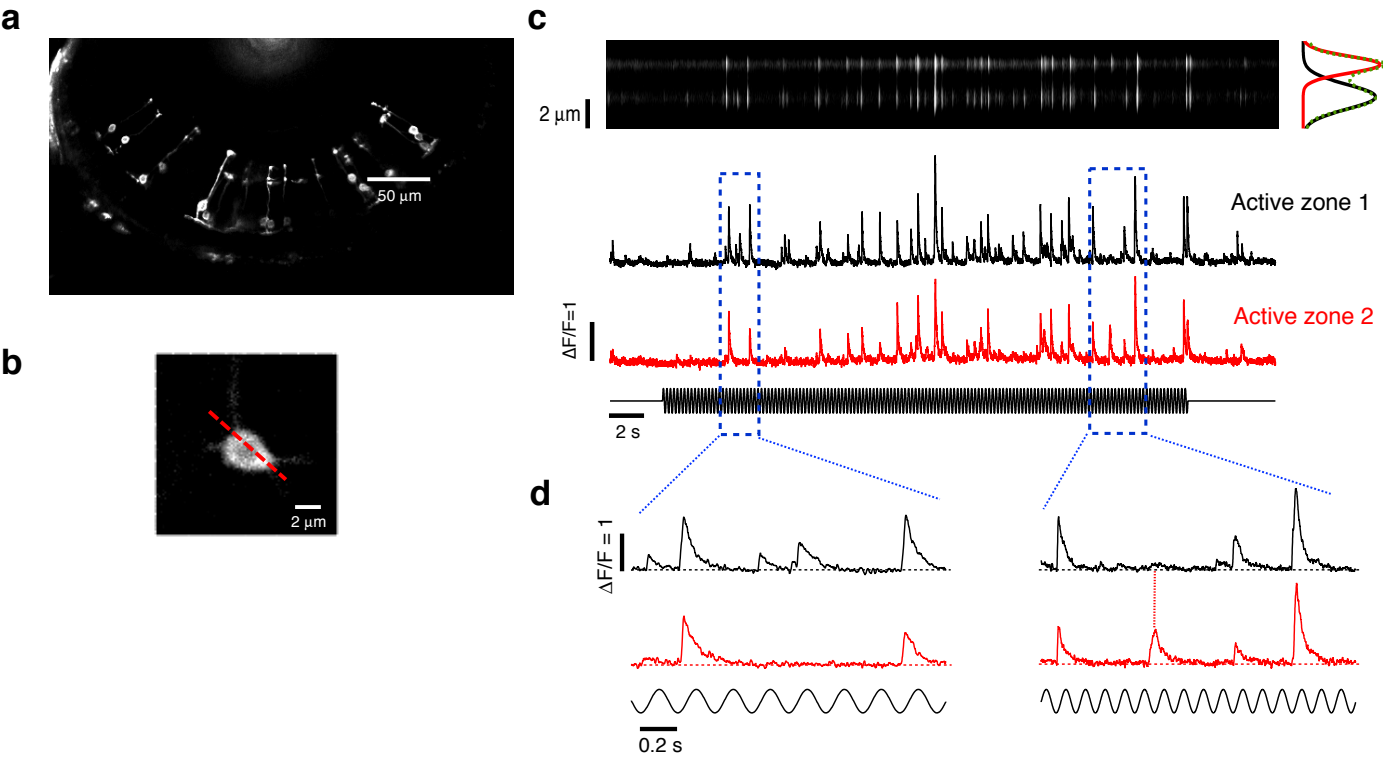 a
50 µm
b
2 µm
c
2 µm
Active zone 1
Active zone 2
ΔF/F=1
2 s
d
ΔF/F = 1
0.2 s